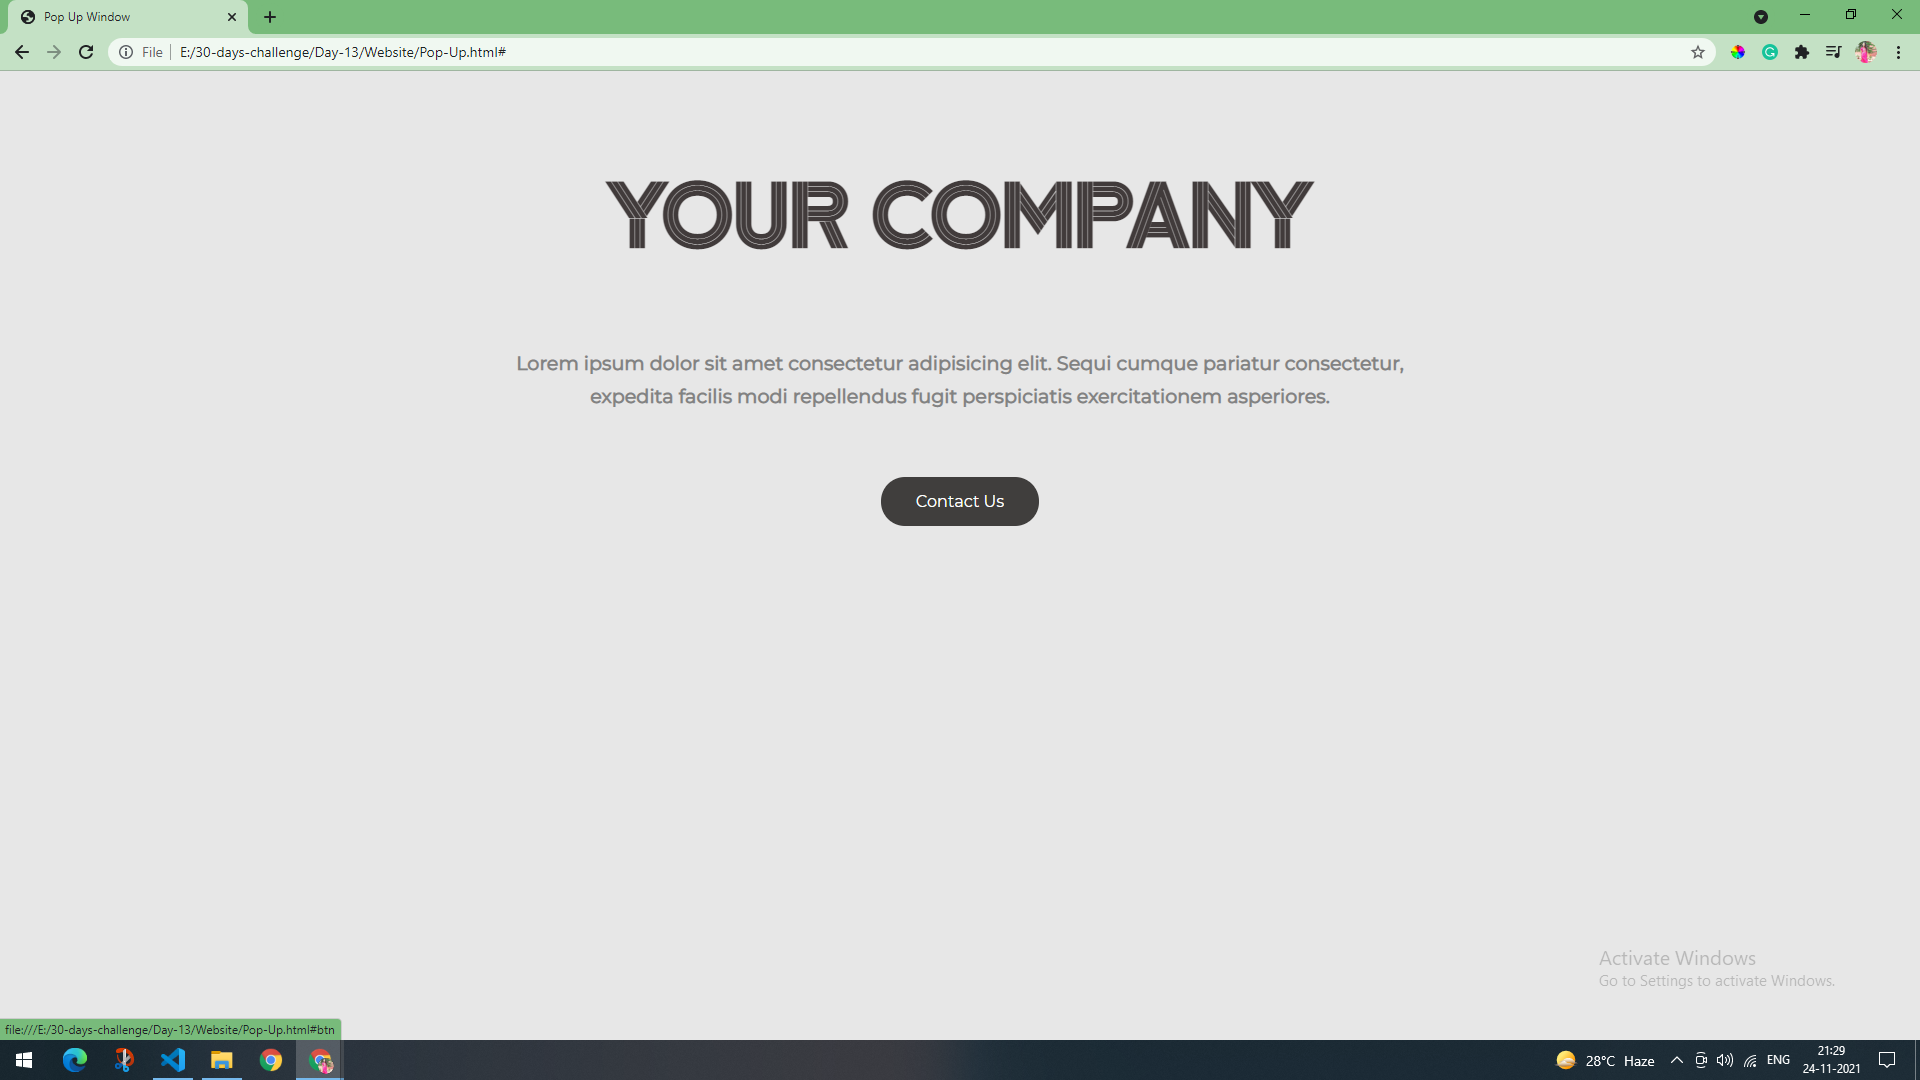 Pop Up Window
File
E:/30-days-challenge/Day-13/Website/Pop-Up.html#
YOUR COMPANY
Lorem ipsum dolor sit amet consectetur adipisicing elit. Sequi cumque pariatur consectetur,
expedita facilis modi repellendus fugit perspiciatis exercitationem asperiores.
Contact Us
Activate Windows
Go to Settings to activate Windows.
file:///E:/30-days-challenge/Day-13/Website/Pop-Up.html#btn
28°C Haze
ENG
21:29
24-11-2021